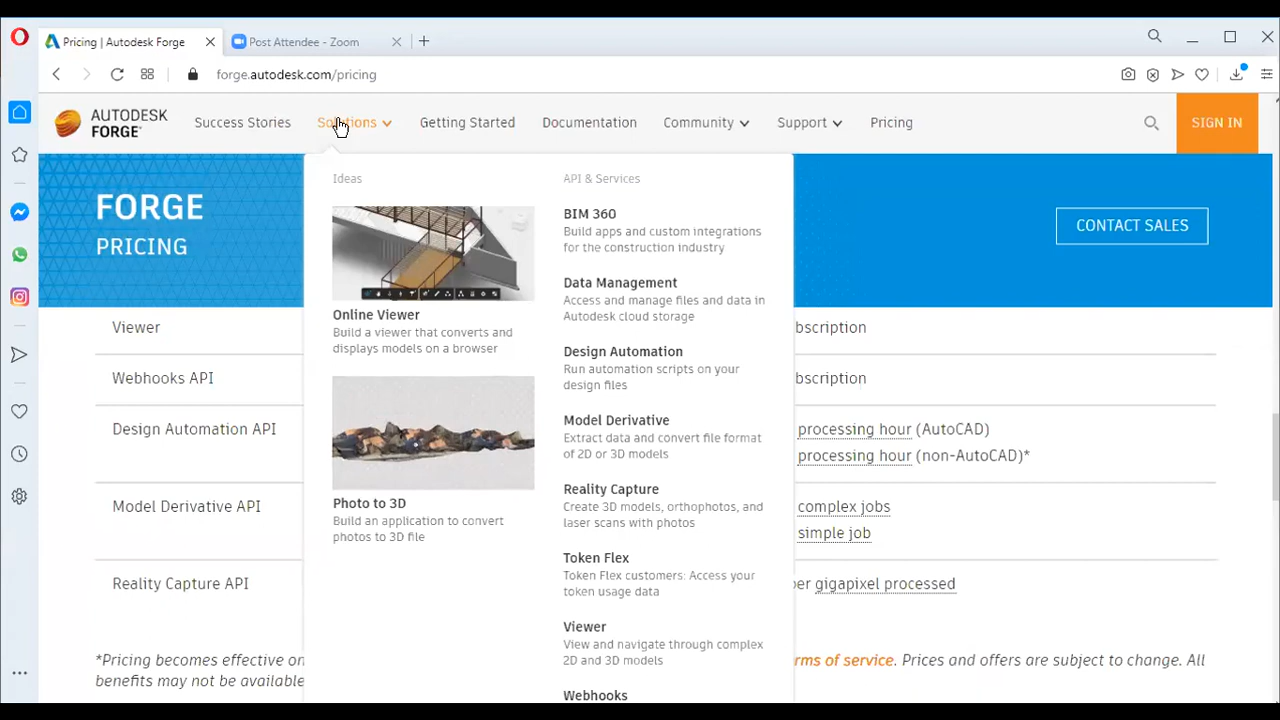 Pricing | Autodesk Forge
Post Attendee - Zoom
forge.autodesk.com/pricing
AUTODESK
FORGE
Success Stories
Solutions
Getting Started
Documentation
Community
Support
Pricing
SIGN IN
FORGE
PRICING
CONTACT SALES
Ideas
Online Viewer
Build a viewer that converts and
displays models on a browser
Photo to 3D
Build an application to convert
photos to 3D file
API & Services
BIM 360
Build apps and custom integrations
for the construction industry
Data Management
Access and manage files and data in
Autodesk cloud storage
Design Automation
Run automation scripts on your
design files
Model Derivative
Extract data and convert file format
of 2D or 3D models
Reality Capture
Create 3D models, orthophotos, and
laser scans with photos
Token Flex
Token Flex customers: Access your
token usage data
Viewer
View and navigate through complex
2D and 3D models
Webhooks
Viewer
bscription
Webhooks API
bscription
Design Automation API
processing hour (AutoCAD)
processing hour (non-AutoCAD)*
Model Derivative API
complex jobs
simple job
Reality Capture API
per gigapixel processed
*Pricing becomes effective on
rms of service. Prices and offers are subject to change. All
benefits may not be available